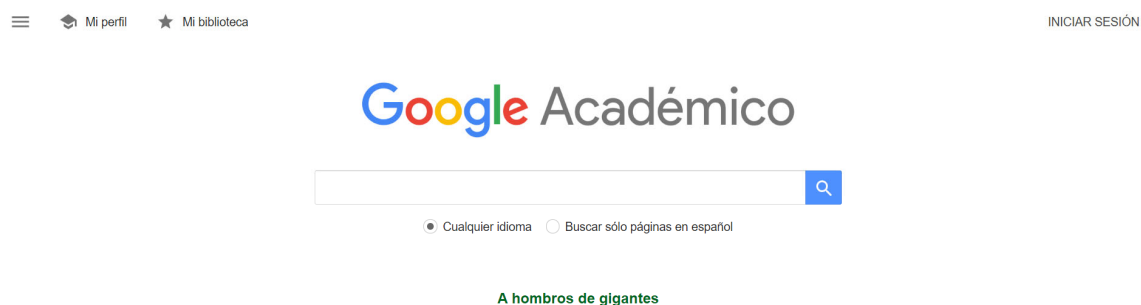 Mi perfil Mi biblioteca INICIAR SESIÓN
Google Académico
Cualquier idioma Buscar sólo páginas en español
A hombros de gigantes